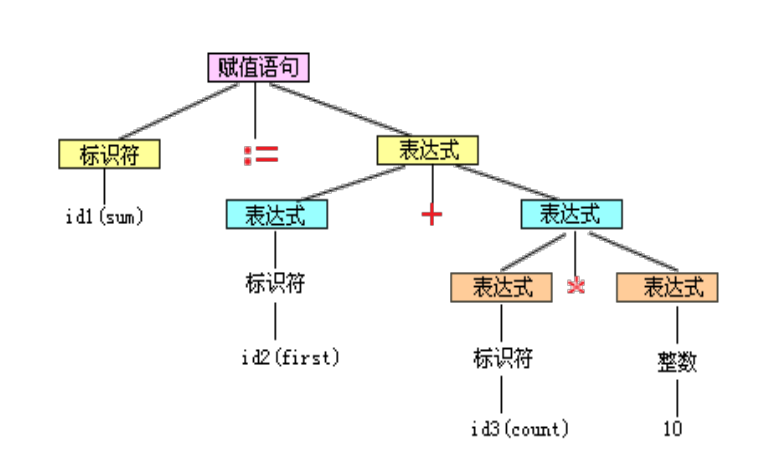 赋值语句
标识符 := 表达式
id1(sum) 表达式 + 表达式
标识符 表达式 * 表达式
id2(first) 标识符 整数
id3(count) 10